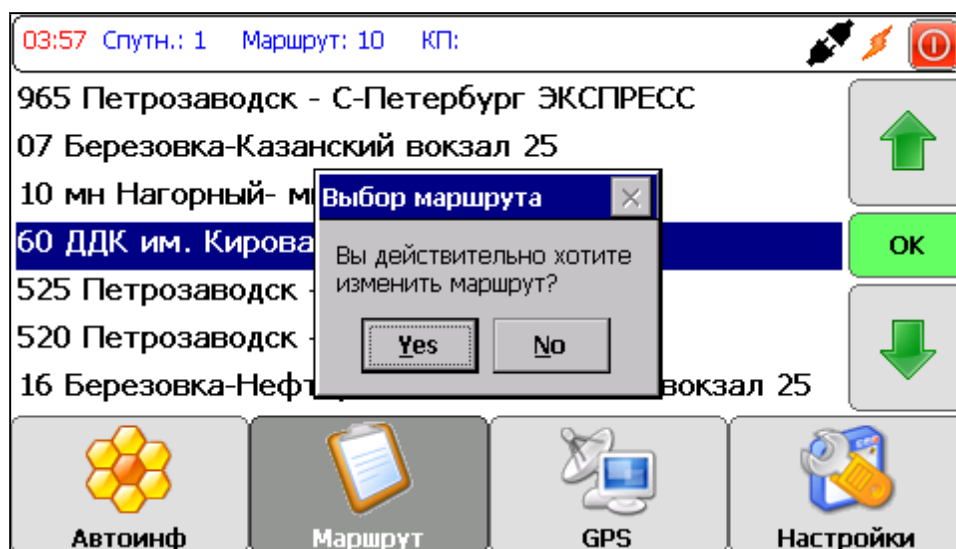 03:57 Спутн.: 1 Маршрут: 10 КП:
965 Петрозаводск - С-Петербург ЭКСПРЕСС
07 Березовка-Казанский вокзал 25
10 мн Нагорный-
Выбор маршрута
60 ДДК им. Кирова
OK
Вы действительно хотите
изменить маршрут?
525 Петрозаводск -
Yes No
520 Петрозаводск -
16 Березовка- вокзал 25
Автоинф Маршрут GPS Настройки